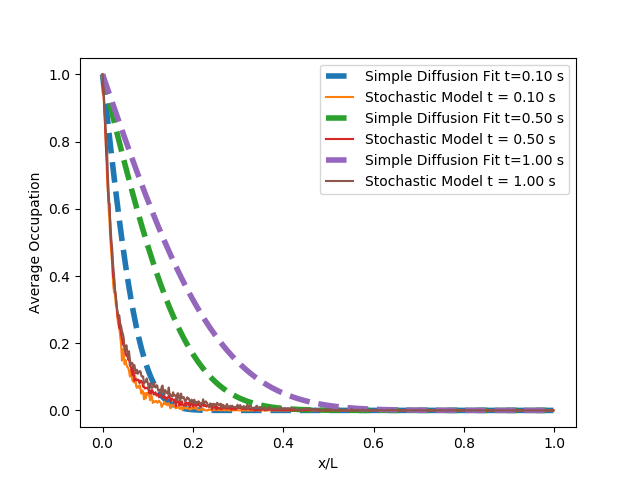 Simple Diffusion Fit t=0.10 s
Stochastic Model t = 0.10 s
Simple Diffusion Fit t=0.50 s
Stochastic Model t = 0.50 s
Simple Diffusion Fit t=1.00 s
Stochastic Model t = 1.00 s
Average Occupation
1.0
0.8
0.6
0.4
0.2
0.0
0.0 0.2 0.4 0.6 0.8 1.0
x/L